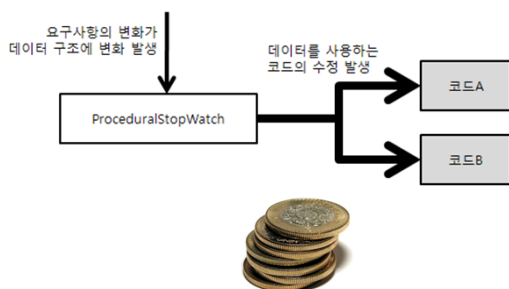 요구사항의 변화가
데이터 구조에 변화 발생
데이터를 사용하는
코드의 수정 발생
ProceduralStopWatch
코드A
코드B